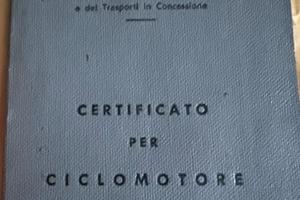 e dei Trasporti in Concessione
CERTIFICATO
PER
CICLOMOTORE